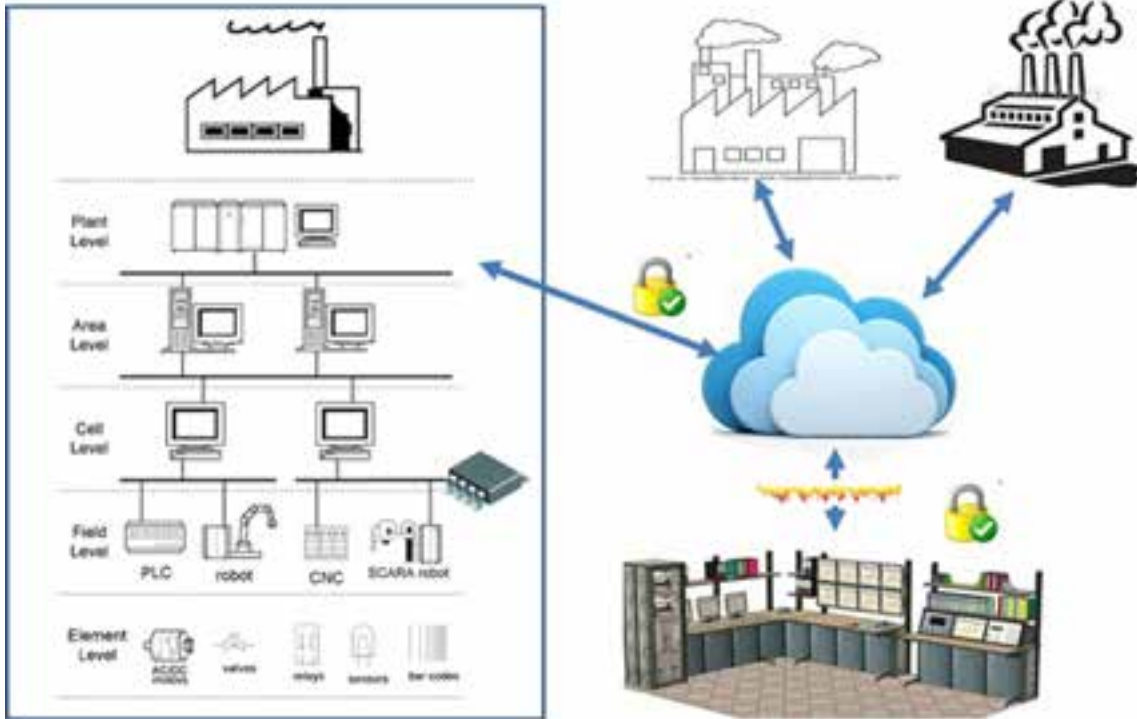 Plant
Level
Area
Level
Cell
Level
Field
Level
PLC
robot
CNC
SCARA robot
Element
Level
AC/DC
motors
valves
relays
sensors
bar codes